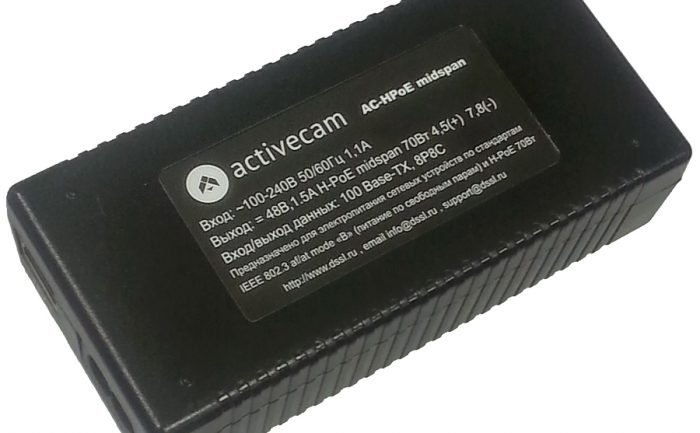 activecam
AC-HPoE midspan
Вход: ~100-240В 50/60Гц 1,1А
Выход: = 48В,1.5А H-PoE midspan 70Вт 4,5(+) 7,8(-)
Вход/выход данных: 100 Base-TX, 8P8C
Предназначено для электропитания сетевых устройств по стандартам
IEEE 802.3 af/at mode «B» (питание по свободным парам) и H-PoE 70Вт
http://www.dssl.ru , email info@dssl.ru , support@dssl.ru